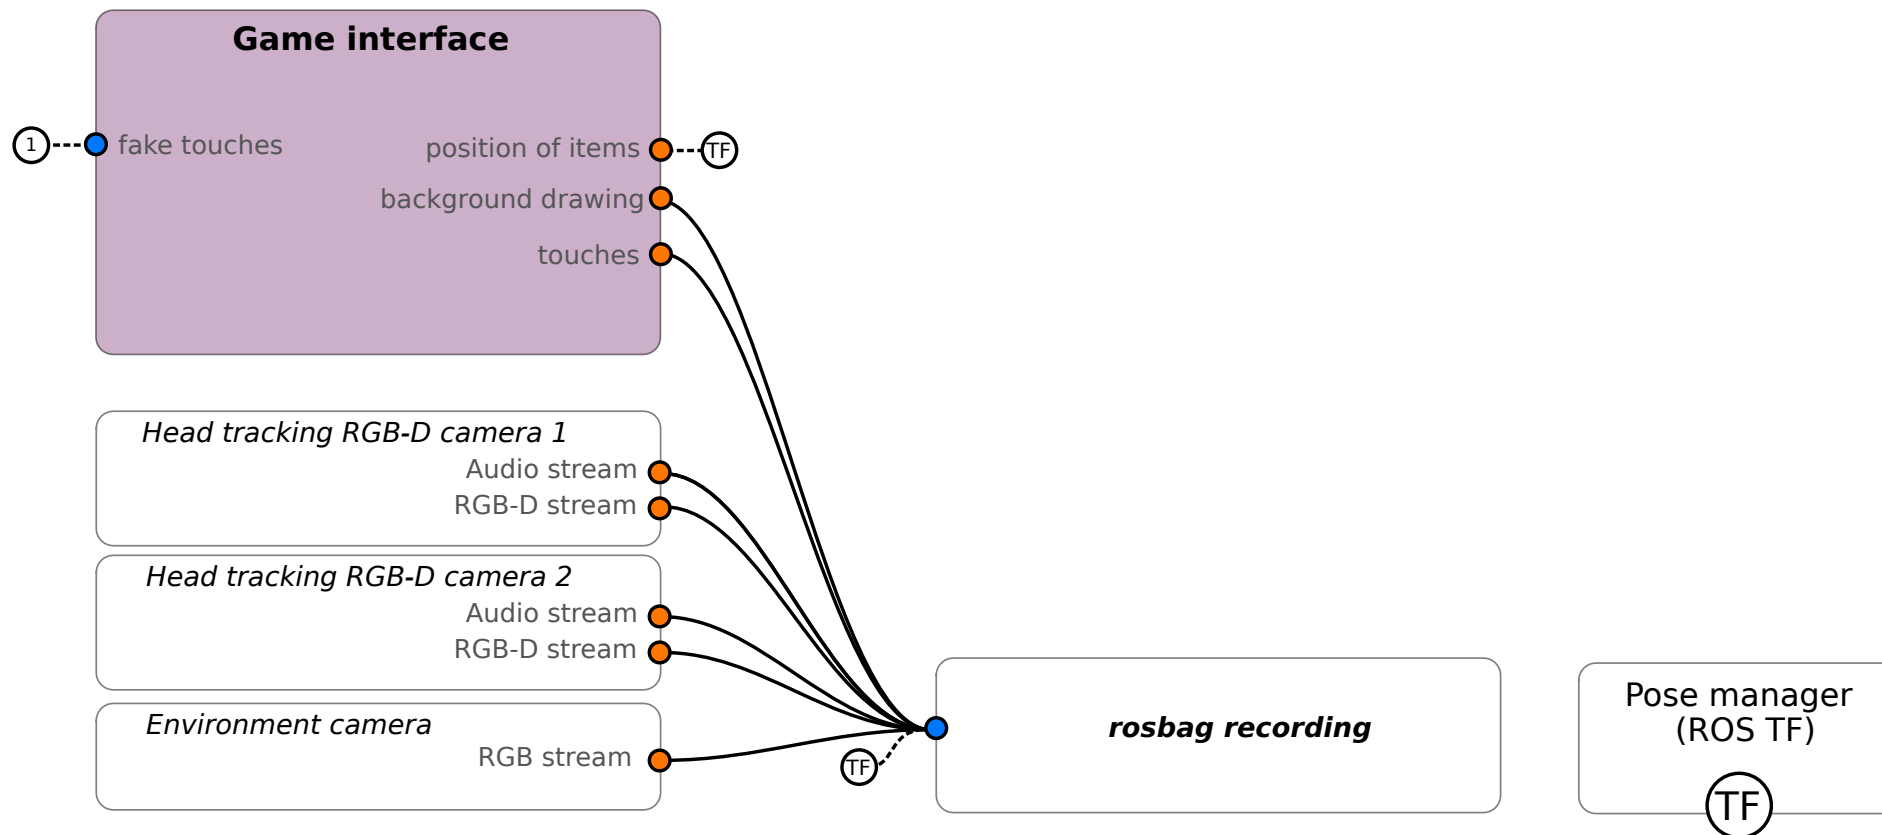 Game interface
1
fake touches
position of items
TF
background drawing
touches
Head tracking RGB-D camera 1
Audio stream
RGB-D stream
Head tracking RGB-D camera 2
Audio stream
RGB-D stream
Environment camera
RGB stream
TF
rosbag recording
Pose manager
(ROS TF)
TF